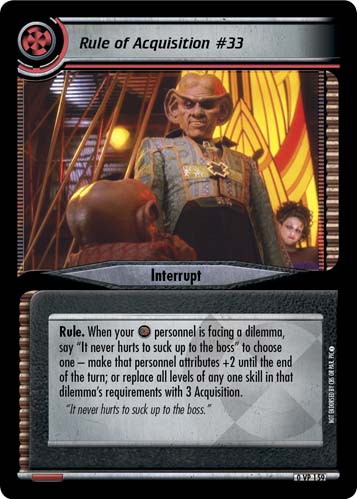 Rule of Acquisition #33
Interrupt
Rule. When your personnel is facing a dilemma,
say "It never hurts to suck up to the boss" to choose
one – make that personnel attributes +2 until the end
of the turn; or replace all levels of any one skill in that
dilemma's requirements with 3 Acquisition.
"It never hurts to suck up to the boss."
NOT ENDORSED BY CBS OR PAR. PIC.
0 VP 159